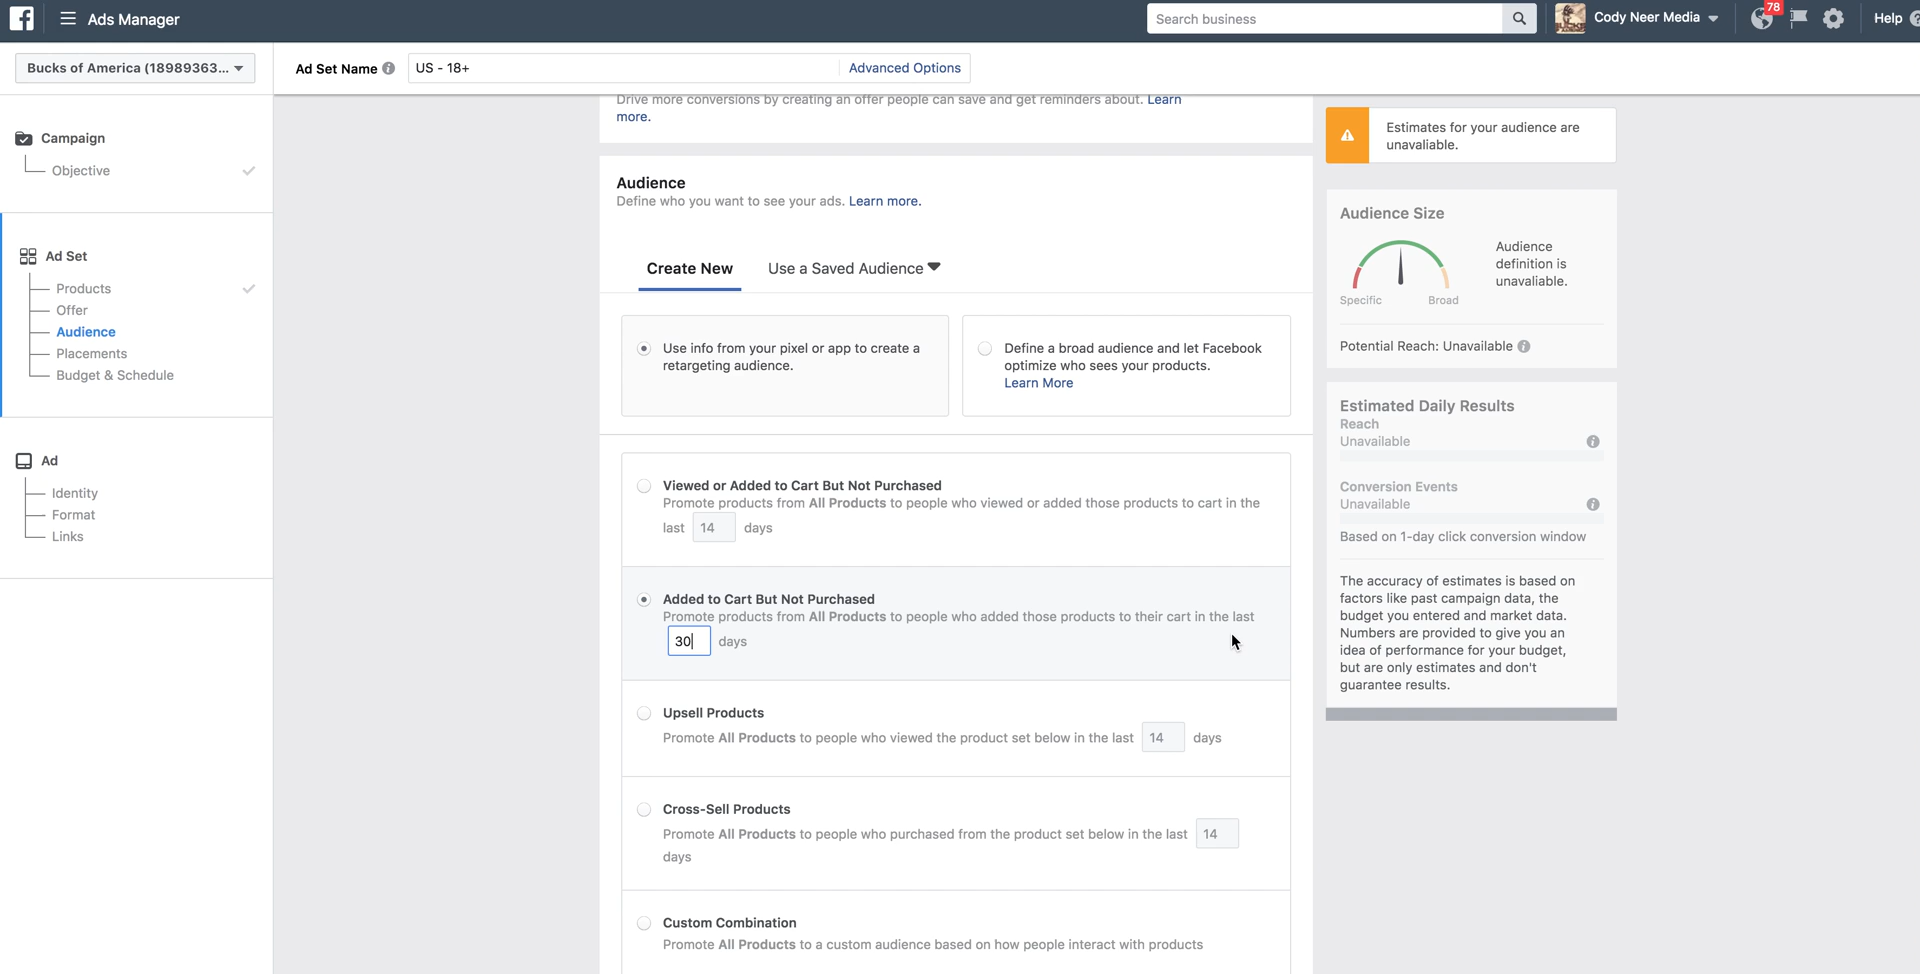 f
Ads Manager
Search business
Cody Neer Media
78
Help
Bucks of America (18989363...
Ad Set Name
US - 18+
Advanced Options
Drive more conversions by creating an offer people can save and get reminders about. Learn
more.
Estimates for your audience are
unavaliable.
Campaign
Objective
Ad Set
Products
Offer
Audience
Placements
Budget & Schedule
Ad
Identity
Format
Links
Audience
Define who you want to see your ads. Learn more.
Create New
Use a Saved Audience
Use info from your pixel or app to create a
retargeting audience.
Define a broad audience and let Facebook
optimize who sees your products.
Learn More
Viewed or Added to Cart But Not Purchased
Promote products from All Products to people who viewed or added those products to cart in the
last 14 days
Added to Cart But Not Purchased
Promote products from All Products to people who added those products to their cart in the last
30 days
Upsell Products
Promote All Products to people who viewed the product set below in the last 14 days
Cross-Sell Products
Promote All Products to people who purchased from the product set below in the last 14
days
Custom Combination
Promote All Products to a custom audience based on how people interact with products
Audience Size
Specific
Broad
Audience
definition is
unavailable.
Potential Reach: Unavailable
Estimated Daily Results
Reach
Unavailable
Conversion Events
Unavailable
Based on 1-day click conversion window
The accuracy of estimates is based on
factors like past campaign data, the
budget you entered and market data.
Numbers are provided to give you an
idea of performance for your budget,
but are only estimates and don't
guarantee results.